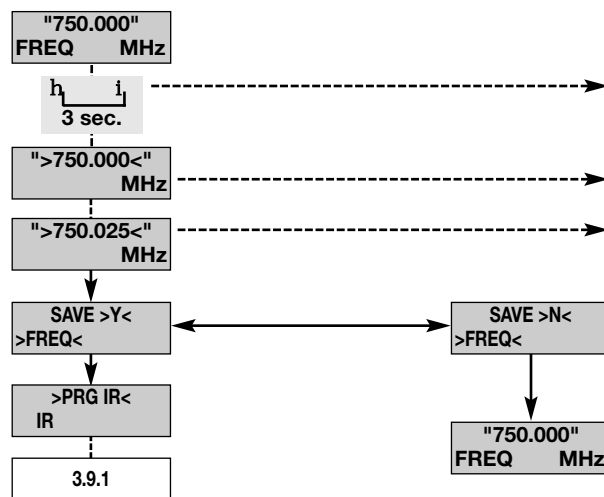 "750.000"
FREQ MHz
h i
3 sec.
">750.000<"
MHz
">750.025<"
MHz
SAVE >Y<
>FREQ<
SAVE >N<
>FREQ<
>PRG IR<
IR
"750.000"
FREQ MHz
3.9.1